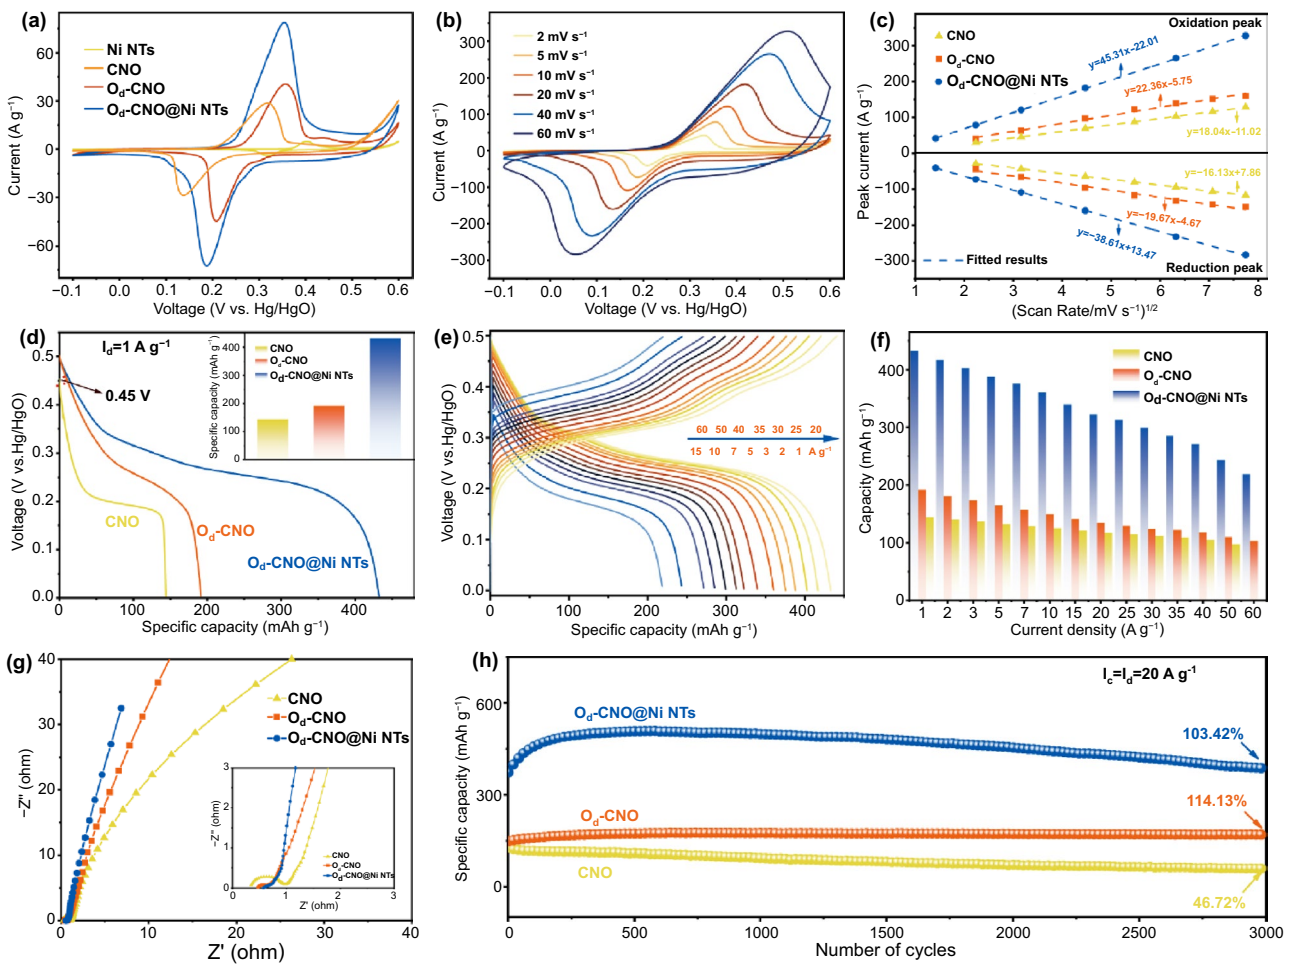 (a)
Ni NTs
CNO
Od-CNO
Od-CNO@Ni NTs
60
30
0
−30
−60
Current (A g−1)
−0.1 0.0 0.1 0.2 0.3 0.4 0.5 0.6
Voltage (V vs. Hg/HgO)
(b)
2 mV s−1
5 mV s−1
10 mV s−1
20 mV s−1
40 mV s−1
60 mV s−1
300
200
100
0
−100
−200
−300
Current (A g−1)
−0.1 0.0 0.1 0.2 0.3 0.4 0.5 0.6
Voltage (V vs. Hg/HgO)
(c)
Oxidation peak
CNO
Od-CNO
Od-CNO@Ni NTs
y=45.31x−22.01
y=22.36x−5.75
y=18.04x−11.02
y=−16.13x+7.86
y=−19.67x−4.67
y=−38.61x+13.47
Fitted results
Reduction peak
300
200
100
0
−100
−200
−300
Peak current (A g−1)
1 2 3 4 5 6 7 8
(Scan Rate/mV s−1)1/2
(d)
Id=1 A g−1
0.45 V
CNO
Od-CNO
Od-CNO@Ni NTs
0.5
0.4
0.3
0.2
0.1
0.0
Voltage (V vs.Hg/HgO)
0 100 200 300 400
Specific capacity (mAh g−1)
400
300
200
100
0
Specific capacity (mAh g−1)
CNO
Od-CNO
Od-CNO@Ni NTs
(e)
60 50 40 35 30 25 20
15 10 7 5 3 2 1 A g−1
0.5
0.4
0.3
0.2
0.1
0.0
Voltage (V vs.Hg/HgO)
0 100 200 300 400
Specific capacity (mAh g−1)
(f)
CNO
Od-CNO
Od-CNO@Ni NTs
400
300
200
100
0
Capacity (mAh g−1)
1 2 3 5 7 10 15 20 25 30 35 40 50 60
Current density (A g−1)
(g)
CNO
Od-CNO
Od-CNO@Ni NTs
40
30
20
10
0
−Z'' (ohm)
0 10 20 30 40
Z' (ohm)
3
2
1
0
−Z'' (ohm)
CNO
Od-CNO
Od-CNO@Ni NTs
0 1 2 3
Z' (ohm)
(h)
Ic=Id=20 A g-1
Od-CNO@Ni NTs
103.42%
Od-CNO
114.13%
CNO
46.72%
600
300
0
Specific capacity (mAh g−1)
0 500 1000 1500 2000 2500 3000
Number of cycles